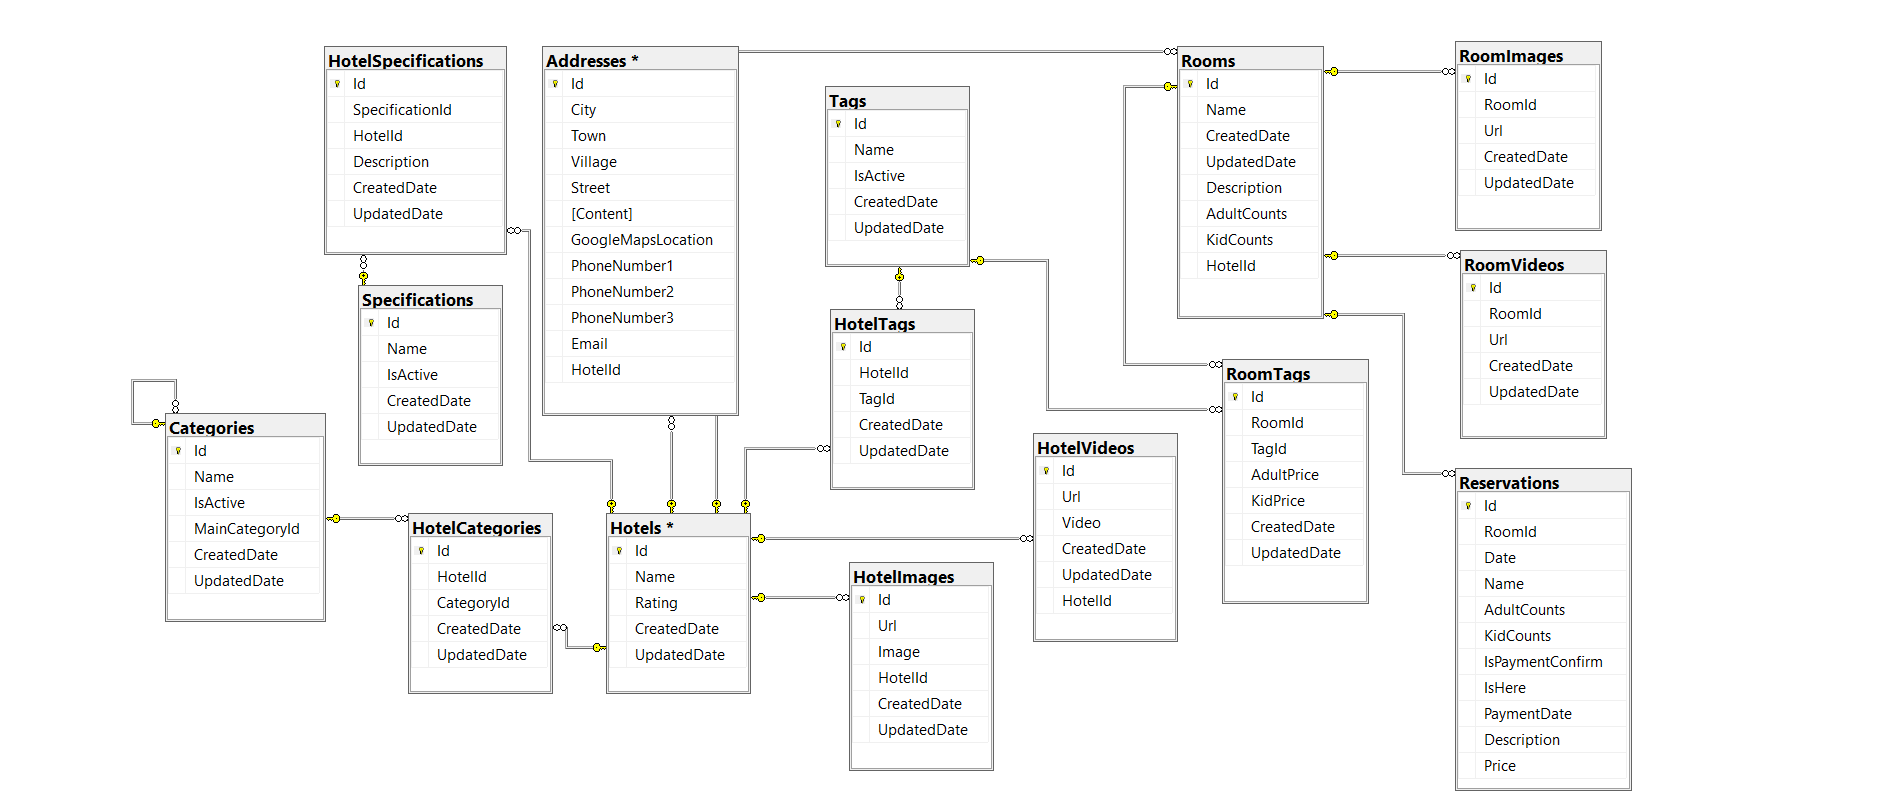 HotelSpecifications
Id
SpecificationId
HotelId
Description
CreatedDate
UpdatedDate
Addresses *
Id
City
Town
Village
Street
[Content]
GoogleMapsLocation
PhoneNumber1
PhoneNumber2
PhoneNumber3
Email
HotelId
Tags
Id
Name
IsActive
CreatedDate
UpdatedDate
Rooms
Id
Name
CreatedDate
UpdatedDate
Description
AdultCounts
KidCounts
HotelId
RoomImages
Id
RoomId
Url
CreatedDate
UpdatedDate
RoomVideos
Id
RoomId
Url
CreatedDate
UpdatedDate
Specifications
Id
Name
IsActive
CreatedDate
UpdatedDate
HotelTags
Id
HotelId
TagId
CreatedDate
UpdatedDate
RoomTags
Id
RoomId
TagId
AdultPrice
KidPrice
CreatedDate
UpdatedDate
Categories
Id
Name
IsActive
MainCategoryId
CreatedDate
UpdatedDate
HotelCategories
Id
HotelId
CategoryId
CreatedDate
UpdatedDate
Hotels *
Id
Name
Rating
CreatedDate
UpdatedDate
HotelVideos
Id
Url
Video
CreatedDate
UpdatedDate
HotelId
HotelImages
Id
Url
Image
HotelId
CreatedDate
UpdatedDate
Reservations
Id
RoomId
Date
Name
AdultCounts
KidCounts
IsPaymentConfirm
IsHere
PaymentDate
Description
Price